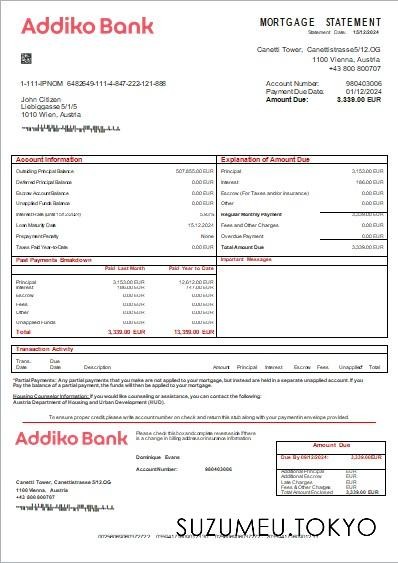 Addiko Bank
MORTGAGE STATEMENT
Statement Date: 15/12/2024
Canetti Tower, Canettistrasse5/12.OG
1100 Vienna, Austria
+43 800 800707
1-111-IPNOM 6482649-111-4-847-222-121-888
Account Number: 980403006
Payment Due Date: 01/12/2024
Amount Due: 3,339.00 EUR
John Citizen
Lieblggasse5/1/5
1010 Wien, Austria
Account Information
Outstanding Principal Balance 507,855.00 EUR
Deferred Principal Balance 0.00 EUR
Escrow Account Balance 0.00 EUR
Unapplied Funds Balance 0.00 EUR
Interest Rate (until 15.12.2024)
Loan Maturity Date 15.12.2024
Prepayment Penalty None
Taxes Paid Year-to-Date 0.00 EUR
Explanation of Amount Due
Principal 3,153.00 EUR
Interest 186.00 EUR
Escrow (For Taxes and/or Insurance) 0.00 EUR
Other 0.00 EUR
Regular Monthly Payment 3,339.00 EUR
Fees and Other Charges 0.00 EUR
Overdue Payment 0.00 EUR
Total Amount Due 3,339.00 EUR
Past Payments Breakdown
Paid Last Month Paid Year to Date
Principal 3,153.00 EUR 12,612.00 EUR
Interest 186.00 EUR 747.00 EUR
Escrow 0.00 EUR 0.00 EUR
Fees 0.00 EUR 0.00 EUR
Other 0.00 EUR 0.00 EUR
Unapplied Funds 0.00 EUR 0.00 EUR
Total 3,339.00 EUR 13,359.00 EUR
Important Messages
Transaction Activity
Trans. Date Due Date Description Amount Principal Interest Escrow Fees Unapplied* Total
*Partial Payments: Any partial payments that you make are not applied to your mortgage, but instead are held in a separate unapplied account. If you
Pay the balance of a partial payment, the funds will then be applied to your mortgage.
Housing Counselor Information: If you would like counseling or assistance, you can contact the following:
Austria Department of Housing and Urban Development (HUD).
To ensure proper credit please write account number on check and return this stub along with your payment in envelope provided.
Addiko Bank
Please check this box and complete reverse side if there
is a change in billing address or insurance information
Dominique Evans
Account Number: 980403006
Canetti Tower, Canettistrasse 5/12.OG
1100 Vienna, Austria
+43 800 800707
Amount Due
Due By 09/12/2024: 3,339.00EUR
Additional Principal EUR
Additional Escrow EUR
Late Charges EUR
Fees & Other Charges EUR
Total Amount Enclosed 3,339.00 EUR
SUZUMEU.TOKYO